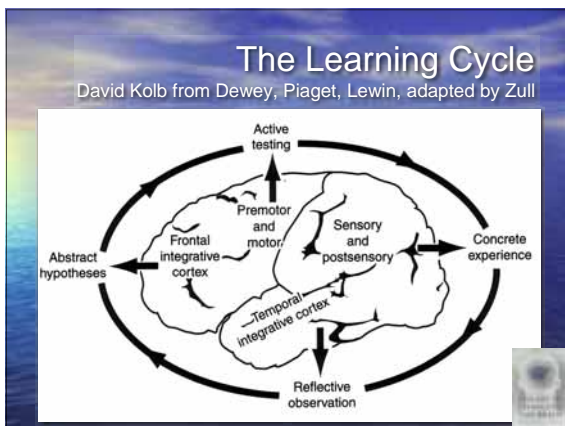 The Learning Cycle
David Kolb from Dewey, Piaget, Lewin, adapted by Zull
Active
testing
Premotor
and
motor
Sensory
and
postsensory
Frontal
integrative
cortex
Abstract
hypotheses
Concrete
experience
Temporal
integrative cortex
Reflective
observation